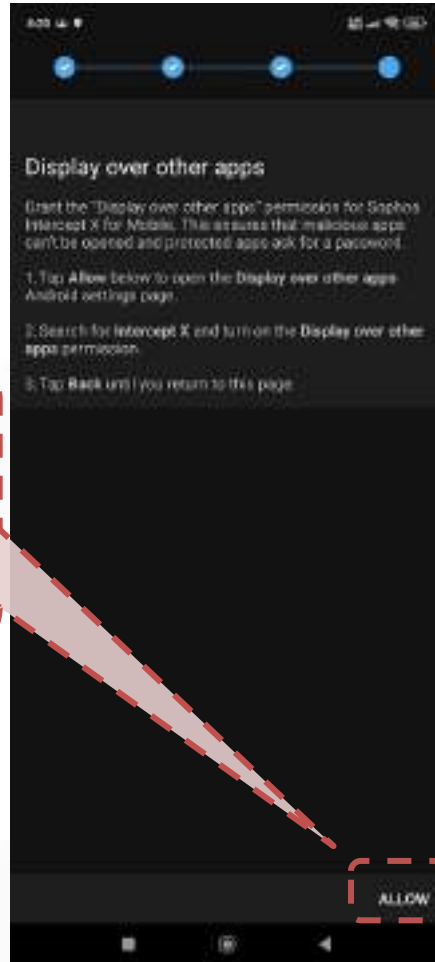 Display over other apps
Grant the "Display over other apps" permission for Sophos
Intercept X for Mobile. This ensures that malicious apps
can't be opened and protected apps ask for a password.
1. Tap Allow below to open the Display over other apps
Android settings page.
2. Search for Intercept X and turn on the Display over other
apps permission.
3. Tap Back until you return to this page.
ALLOW